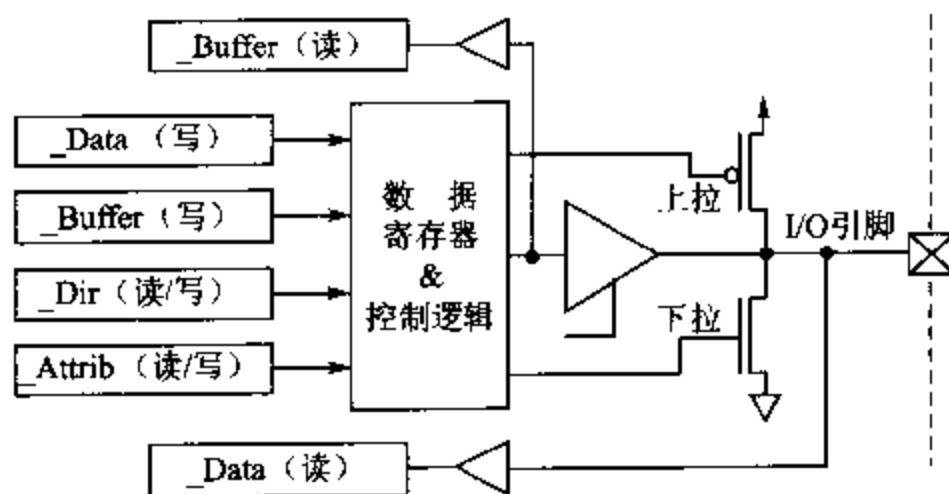 _Buffer（读）
_Data（写）
_Buffer（写）
_Dir（读/写）
_Attrib（读/写）
数 据
寄存器
&
控制逻辑
上拉
I/O引脚
下拉
_Data（读）